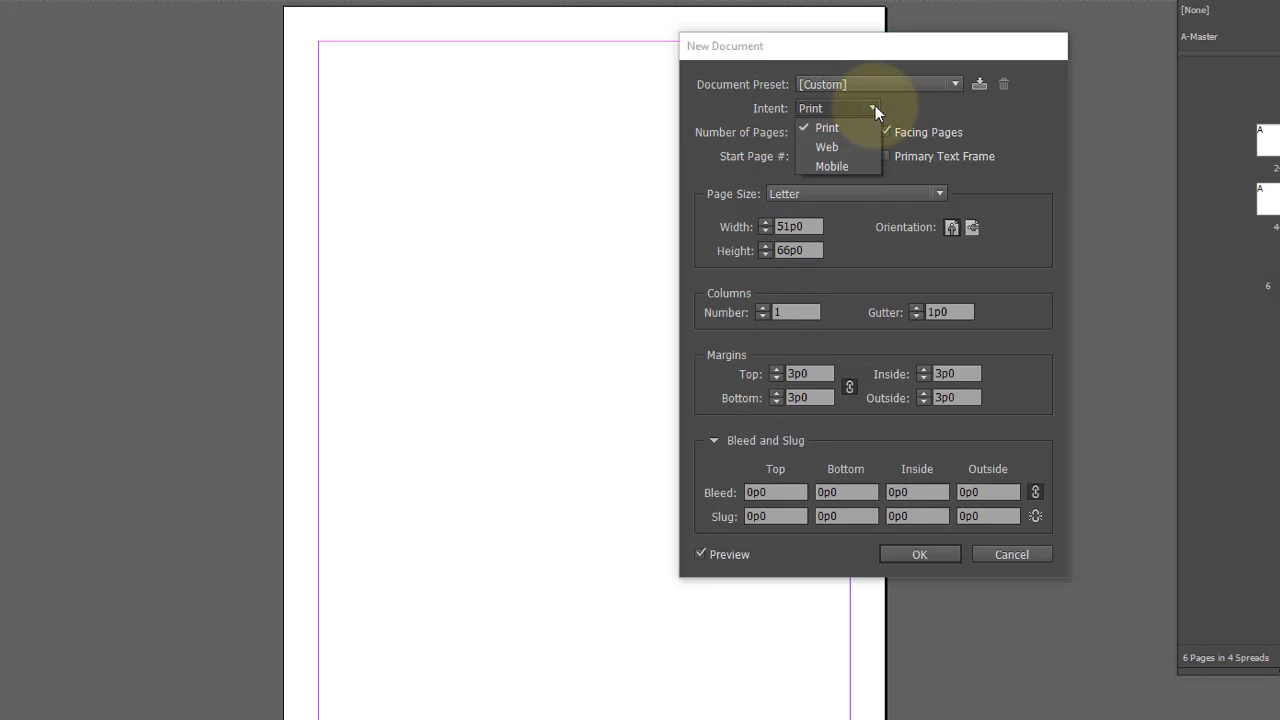 [None]
A-Master
New Document
Document Preset: [Custom]
Intent: Print
Print
Web
Mobile
Number of Pages:
Facing Pages
Start Page #:
Primary Text Frame
A
A
6
Page Size: Letter
Width: 51p0
Orientation:
Height: 66p0
Columns
Number: 1
Gutter: 1p0
Margins
Top: 3p0
Inside: 3p0
Bottom: 3p0
Outside: 3p0
Bleed and Slug
Top Bottom Inside Outside
Bleed: 0p0 0p0 0p0 0p0
Slug: 0p0 0p0 0p0 0p0
Preview
OK
Cancel
6 Pages in 4 Spreads